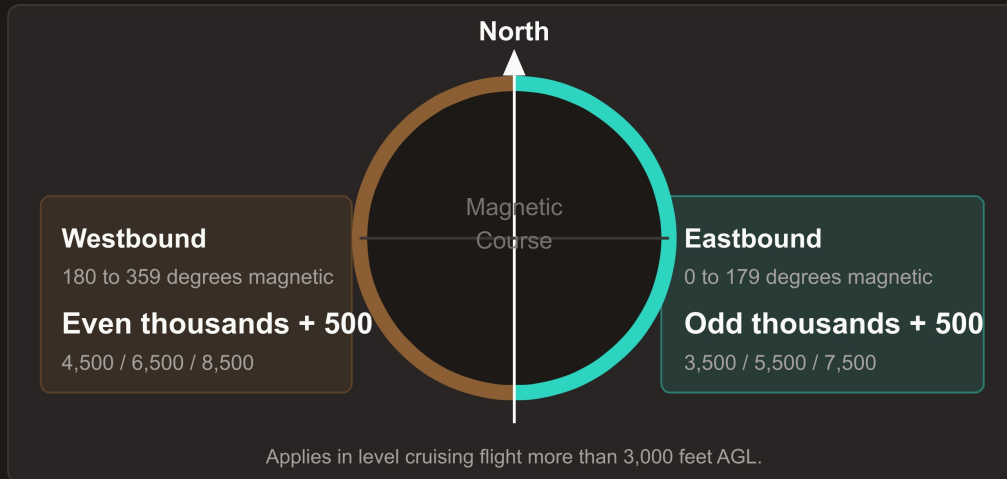 North
Magnetic
Course
Westbound
180 to 359 degrees magnetic
Even thousands + 500
4,500 / 6,500 / 8,500
Eastbound
0 to 179 degrees magnetic
Odd thousands + 500
3,500 / 5,500 / 7,500
Applies in level cruising flight more than 3,000 feet AGL.